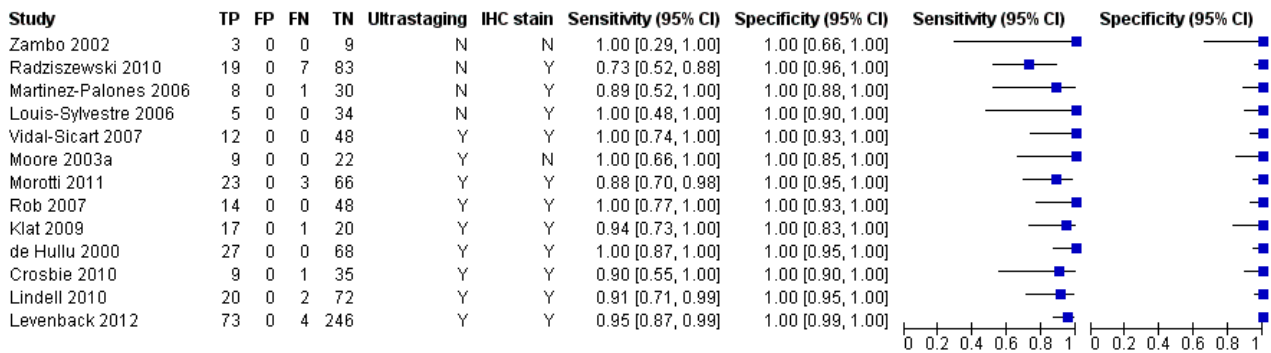 Study TP FP FN TN Ultrastaging IHC stain Sensitivity (95% CI) Specificity (95% CI) Sensitivity (95% CI) Specificity (95% CI)
Zambo 2002 3 0 0 9 N N 1.00 [0.29, 1.00] 1.00 [0.66, 1.00]
Radziszewski 2010 19 0 7 83 N Y 0.73 [0.52, 0.88] 1.00 [0.96, 1.00]
Martinez-Palones 2006 8 0 1 30 N Y 0.89 [0.52, 1.00] 1.00 [0.88, 1.00]
Louis-Sylvestre 2006 5 0 0 34 N Y 1.00 [0.48, 1.00] 1.00 [0.90, 1.00]
Vidal-Sicart 2007 12 0 0 48 Y Y 1.00 [0.74, 1.00] 1.00 [0.93, 1.00]
Moore 2003a 9 0 0 22 Y N 1.00 [0.66, 1.00] 1.00 [0.85, 1.00]
Morotti 2011 23 0 3 66 Y Y 0.88 [0.70, 0.98] 1.00 [0.95, 1.00]
Rob 2007 14 0 0 48 Y Y 1.00 [0.77, 1.00] 1.00 [0.93, 1.00]
Klat 2009 17 0 1 20 Y Y 0.94 [0.73, 1.00] 1.00 [0.83, 1.00]
de Hullu 2000 27 0 0 68 Y Y 1.00 [0.87, 1.00] 1.00 [0.95, 1.00]
Crosbie 2010 9 0 1 35 Y Y 0.90 [0.55, 1.00] 1.00 [0.90, 1.00]
Lindell 2010 20 0 2 72 Y Y 0.91 [0.71, 0.99] 1.00 [0.95, 1.00]
Levenback 2012 73 0 4 246 Y Y 0.95 [0.87, 0.99] 1.00 [0.99, 1.00]
0 0.2 0.4 0.6 0.8 1 0 0.2 0.4 0.6 0.8 1